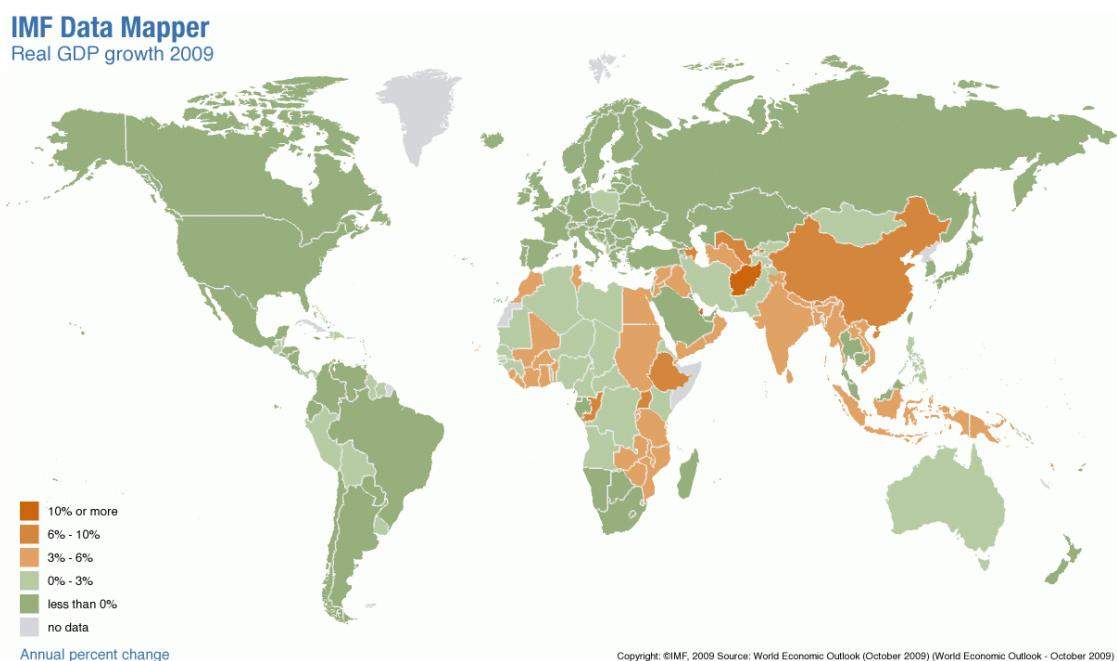 IMF Data Mapper
Real GDP growth 2009
10% or more
6% - 10%
3% - 6%
0% - 3%
less than 0%
no data
Annual percent change
Copyright: ©IMF, 2009 Source: World Economic Outlook (October 2009) (World Economic Outlook - October 2009)